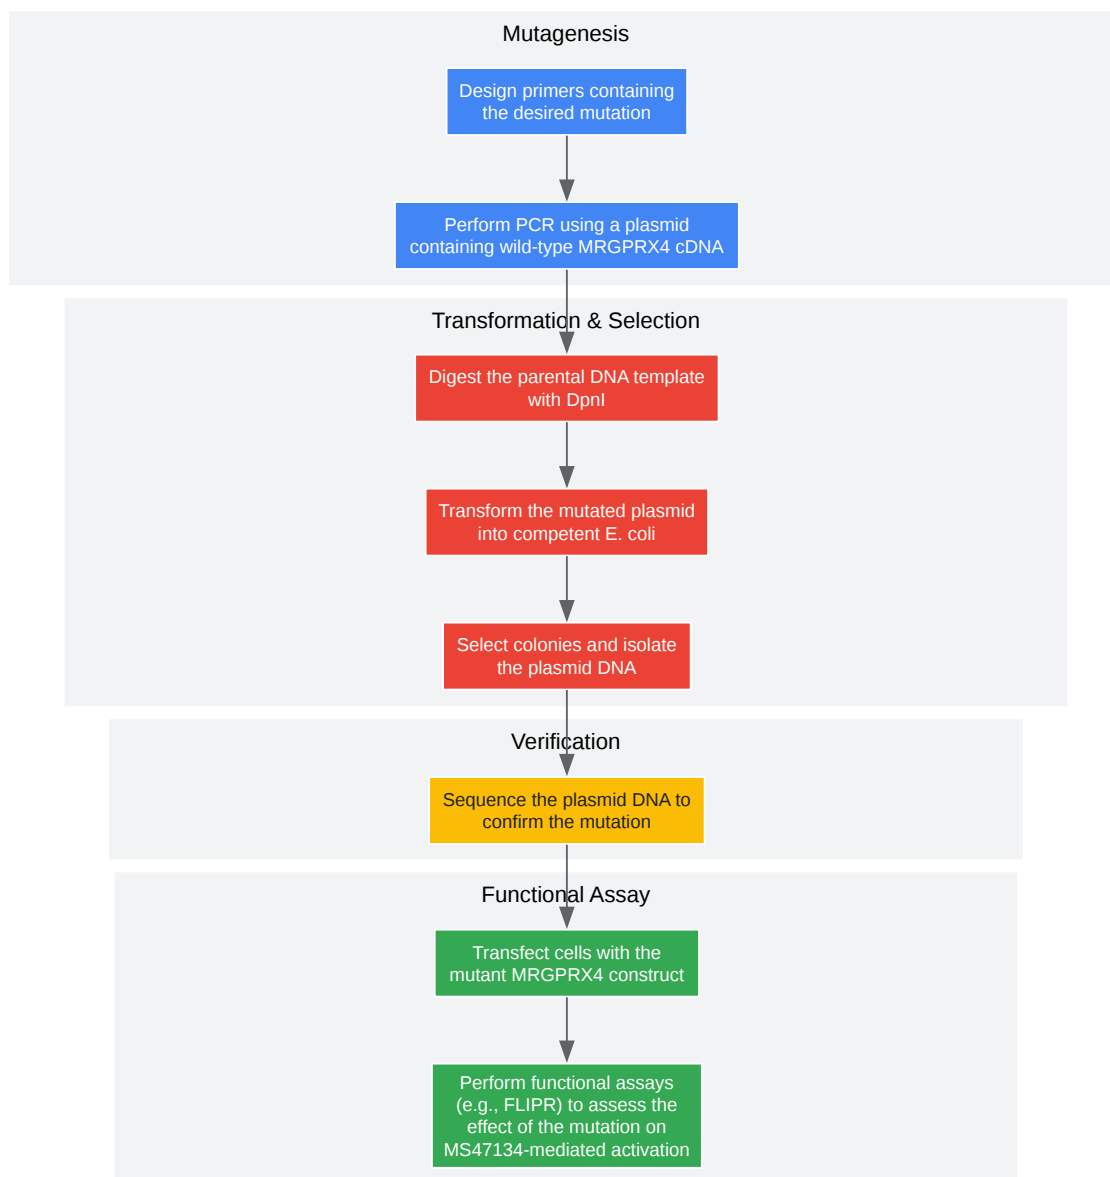 Mutagenesis
Design primers containing
the desired mutation
Perform PCR using a plasmid
containing wild-type MRGPRX4 cDNA
Transformation & Selection
Digest the parental DNA template
with DpnI
Transform the mutated plasmid
into competent E. coli
Select colonies and isolate
the plasmid DNA
Verification
Sequence the plasmid DNA to
confirm the mutation
Functional Assay
Transfect cells with the
mutant MRGPRX4 construct
Perform functional assays
(e.g., FLIPR) to assess the
effect of the mutation on
MS47134-mediated activation